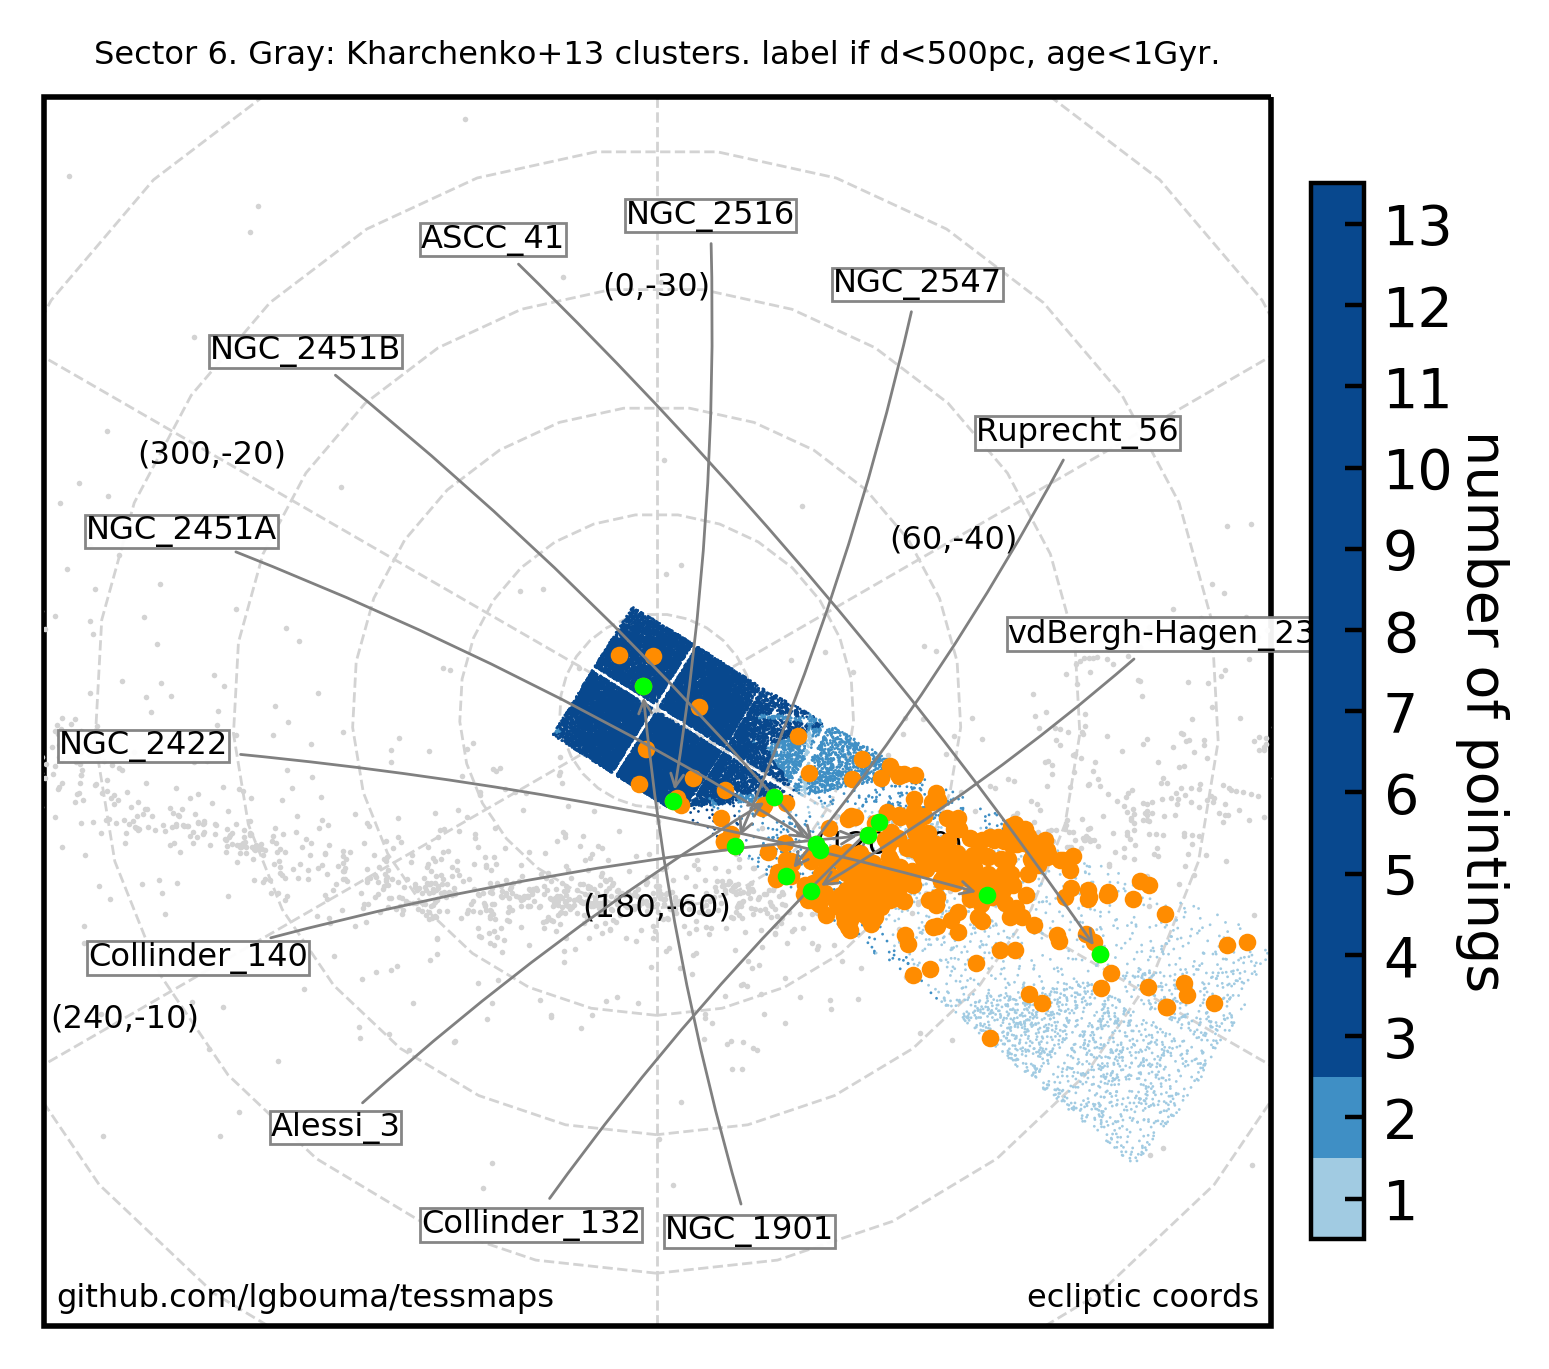 Sector 6. Gray: Kharchenko+13 clusters. label if d<500pc, age<1Gyr.
NGC_2516
ASCC_41
(0,-30)
NGC_2547
NGC_2451B
Ruprecht_56
(300,-20)
NGC_2451A
(60,-40)
vdBergh-Hagen_23
NGC_2422
(180,-60)
Collinder_140
(240,-10)
Alessi_3
Collinder_132
NGC_1901
github.com/lgbouma/tessmaps
ecliptic coords
13
12
11
10
9
8
7
6
5
4
3
2
1
number of pointings